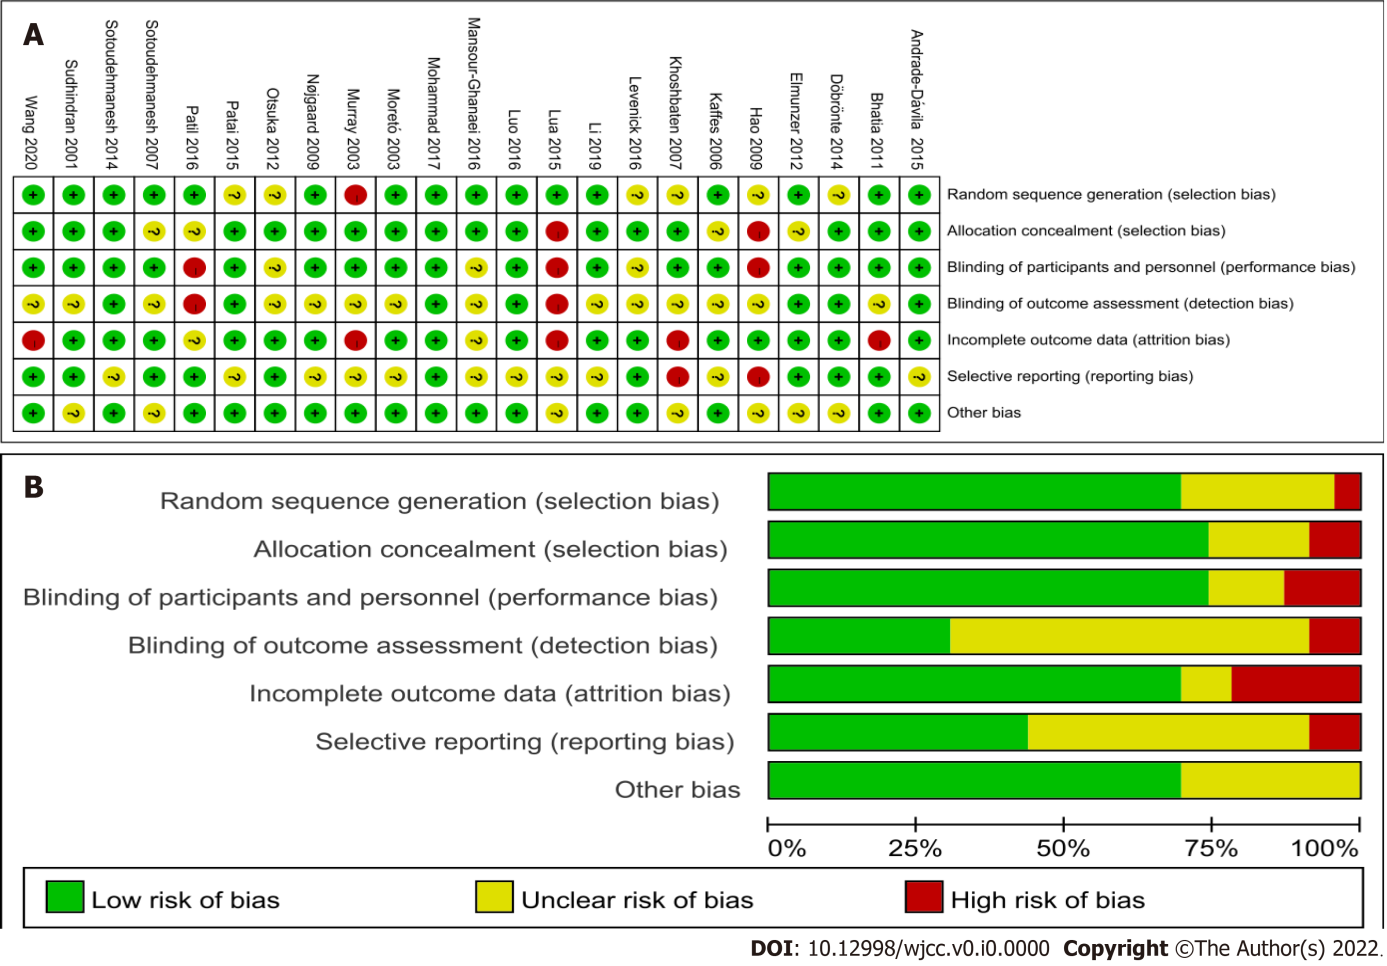 A
Wang 2020
Sudhindran 2001
Sotoudehmanesh 2014
Sotoudehmanesh 2007
Patil 2016
Patai 2015
Otsuka 2012
Nøjgaard 2009
Murray 2003
Moretó 2003
Mohammad 2017
Mansour-Ghanaei 2016
Luo 2016
Lua 2015
Li 2019
Levenick 2016
Khoshbaten 2007
Kaffes 2006
Hao 2009
Elmunzer 2012
Döbrönte 2014
Bhatia 2011
Andrade-Dávila 2015
+ + + + + ? ? + - + + + + + + ? ? + ? + ? + + Random sequence generation (selection bias)
+ + + ? ? + + + + + + + + - + + + ? - ? + + + Allocation concealment (selection bias)
+ + + + - + ? + + + + ? + - + ? + + - + + + + Blinding of participants and personnel (performance bias)
? ? + ? - + ? ? ? ? + ? + - ? ? ? ? ? + + ? + Blinding of outcome assessment (detection bias)
- + + + ? + + + - + + ? + - + + - + + + + - + Incomplete outcome data (attrition bias)
+ + ? + + ? + ? ? ? + ? ? ? ? + - ? - + + + ? Selective reporting (reporting bias)
+ ? + ? + + + + + + + + + ? + + ? + ? ? ? + + Other bias
B
Random sequence generation (selection bias)
Allocation concealment (selection bias)
Blinding of participants and personnel (performance bias)
Blinding of outcome assessment (detection bias)
Incomplete outcome data (attrition bias)
Selective reporting (reporting bias)
Other bias
0% 25% 50% 75% 100%
Low risk of bias Unclear risk of bias High risk of bias
DOI: 10.12998/wjcc.v0.i0.0000 Copyright ©The Author(s) 2022.